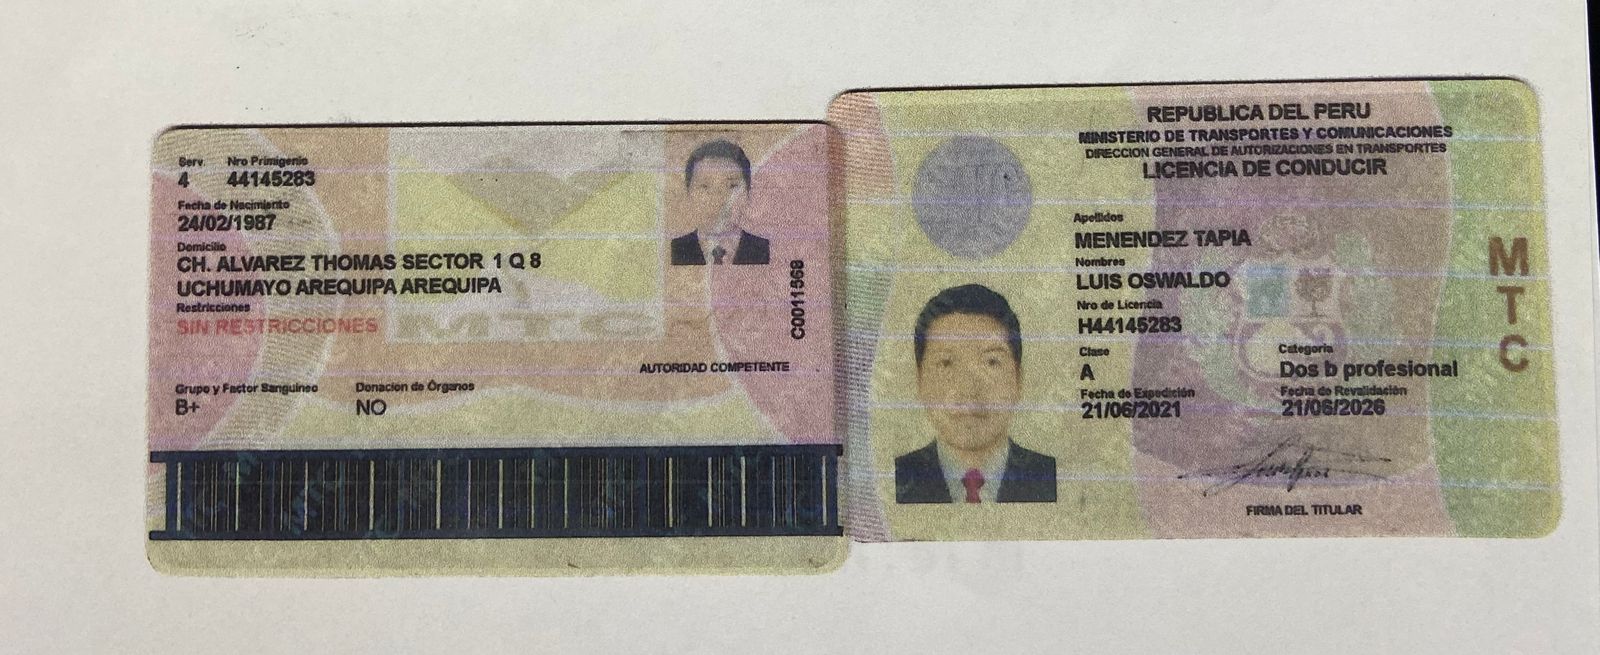 Serv. Nro Primigenio
4 44145283
Fecha de Nacimiento
24/02/1987
Domicilio
CH. ALVAREZ THOMAS SECTOR 1 Q 8
UCHUMAYO AREQUIPA AREQUIPA
Restricciones
SIN RESTRICCIONES
MTC
C0011568
AUTORIDAD COMPETENTE
Grupo y Factor Sanguineo Donacion de Órganos
B+ NO
REPUBLICA DEL PERU
MINISTERIO DE TRANSPORTES Y COMUNICACIONES
DIRECCION GENERAL DE AUTORIZACIONES EN TRANSPORTES
LICENCIA DE CONDUCIR
Apellidos
MENENDEZ TAPIA
Nombres
LUIS OSWALDO
Nro de Licencia
H44145283
Clase Categoria
A Dos b profesional
Fecha de Expedición Fecha de Revalidación
21/06/2021 21/06/2026
FIRMA DEL TITULAR
MTC